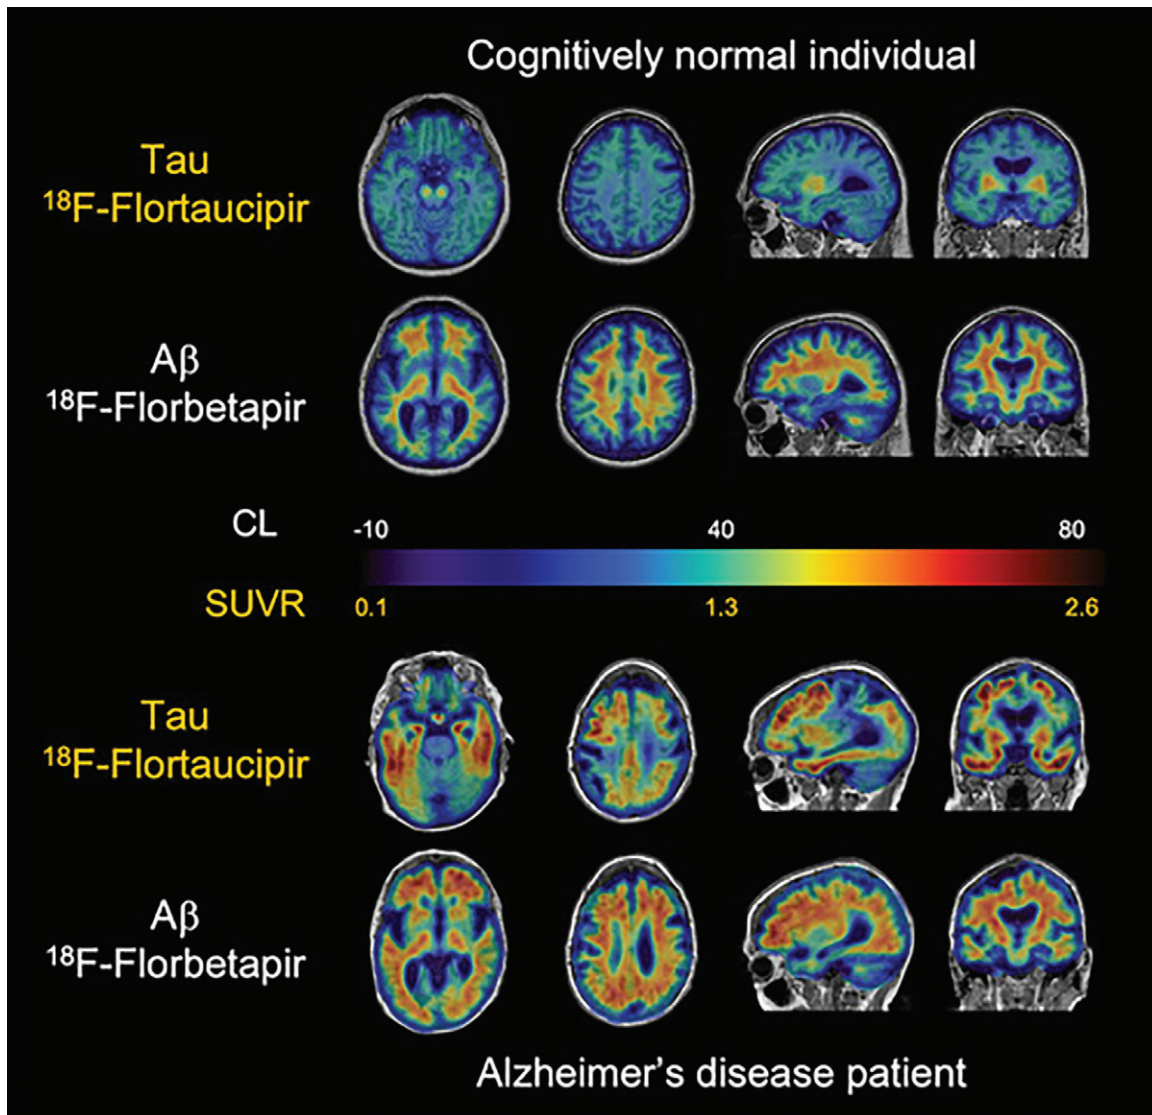 Cognitively normal individual
Tau
¹⁸F-Flortaucipir
Aβ
¹⁸F-Florbetapir
CL -10 40 80
SUVR 0.1 1.3 2.6
Tau
¹⁸F-Flortaucipir
Aβ
¹⁸F-Florbetapir
Alzheimer’s disease patient